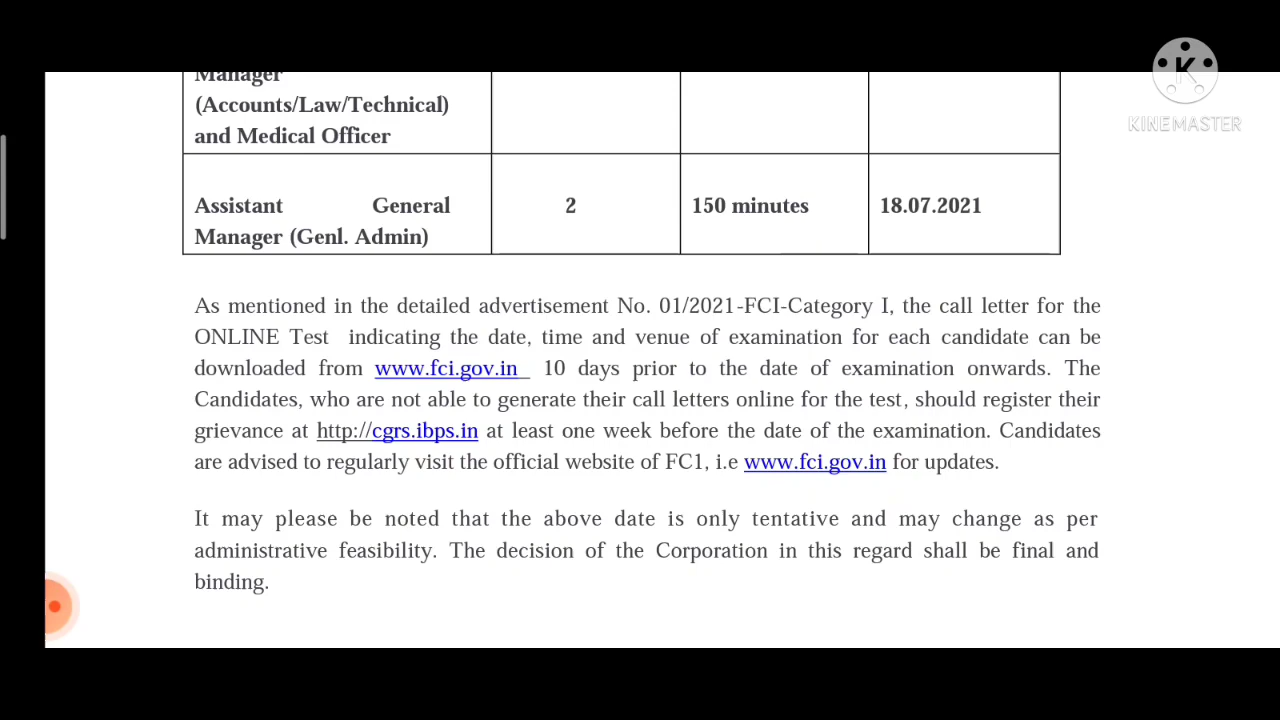 Manager
(Accounts/Law/Technical)
and Medical Officer
Assistant General
Manager (Genl. Admin)
2
150 minutes
18.07.2021
As mentioned in the detailed advertisement No. 01/2021-FCI-Category I, the call letter for the
ONLINE Test indicating the date, time and venue of examination for each candidate can be
downloaded from www.fci.gov.in_ 10 days prior to the date of examination onwards. The
Candidates, who are not able to generate their call letters online for the test, should register their
grievance at http://cgrs.ibps.in at least one week before the date of the examination. Candidates
are advised to regularly visit the official website of FC1, i.e www.fci.gov.in for updates.
It may please be noted that the above date is only tentative and may change as per
administrative feasibility. The decision of the Corporation in this regard shall be final and
binding.
K
KINEMASTER